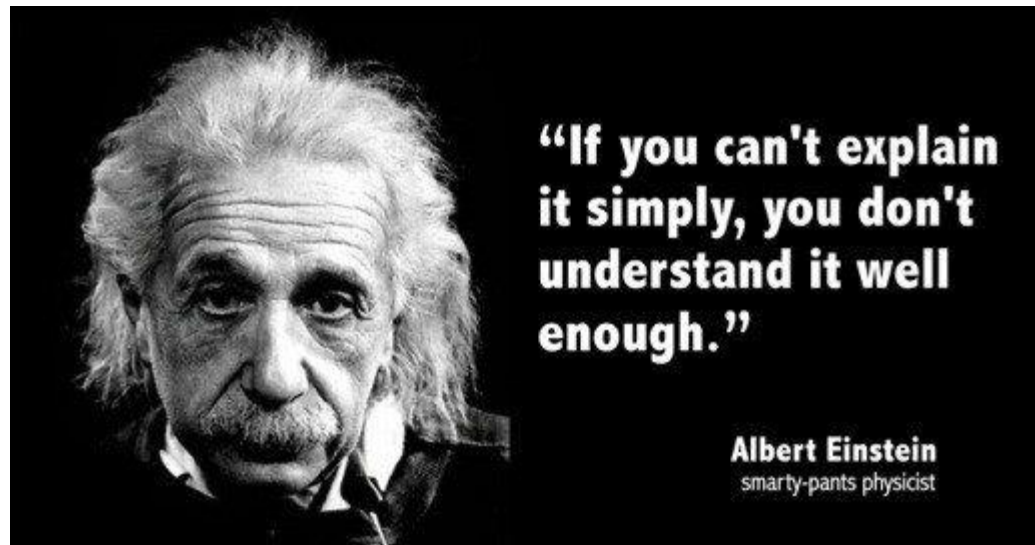 “If you can't explain
it simply, you don't
understand it well
enough.”
Albert Einstein
smarty-pants physicist